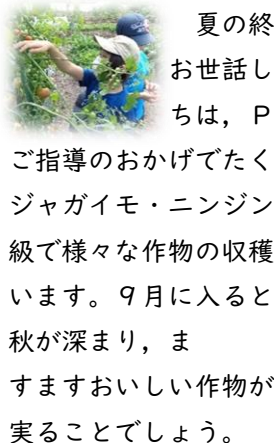 夏の終
お世話し
ちは，Ｐ
ご指導のおかげでたく
ジャガイモ・ニンジン
級で様々な作物の収穫
います。９月に入ると
秋が深まり，ま
すますおいしい作物が
実ることでしょう。